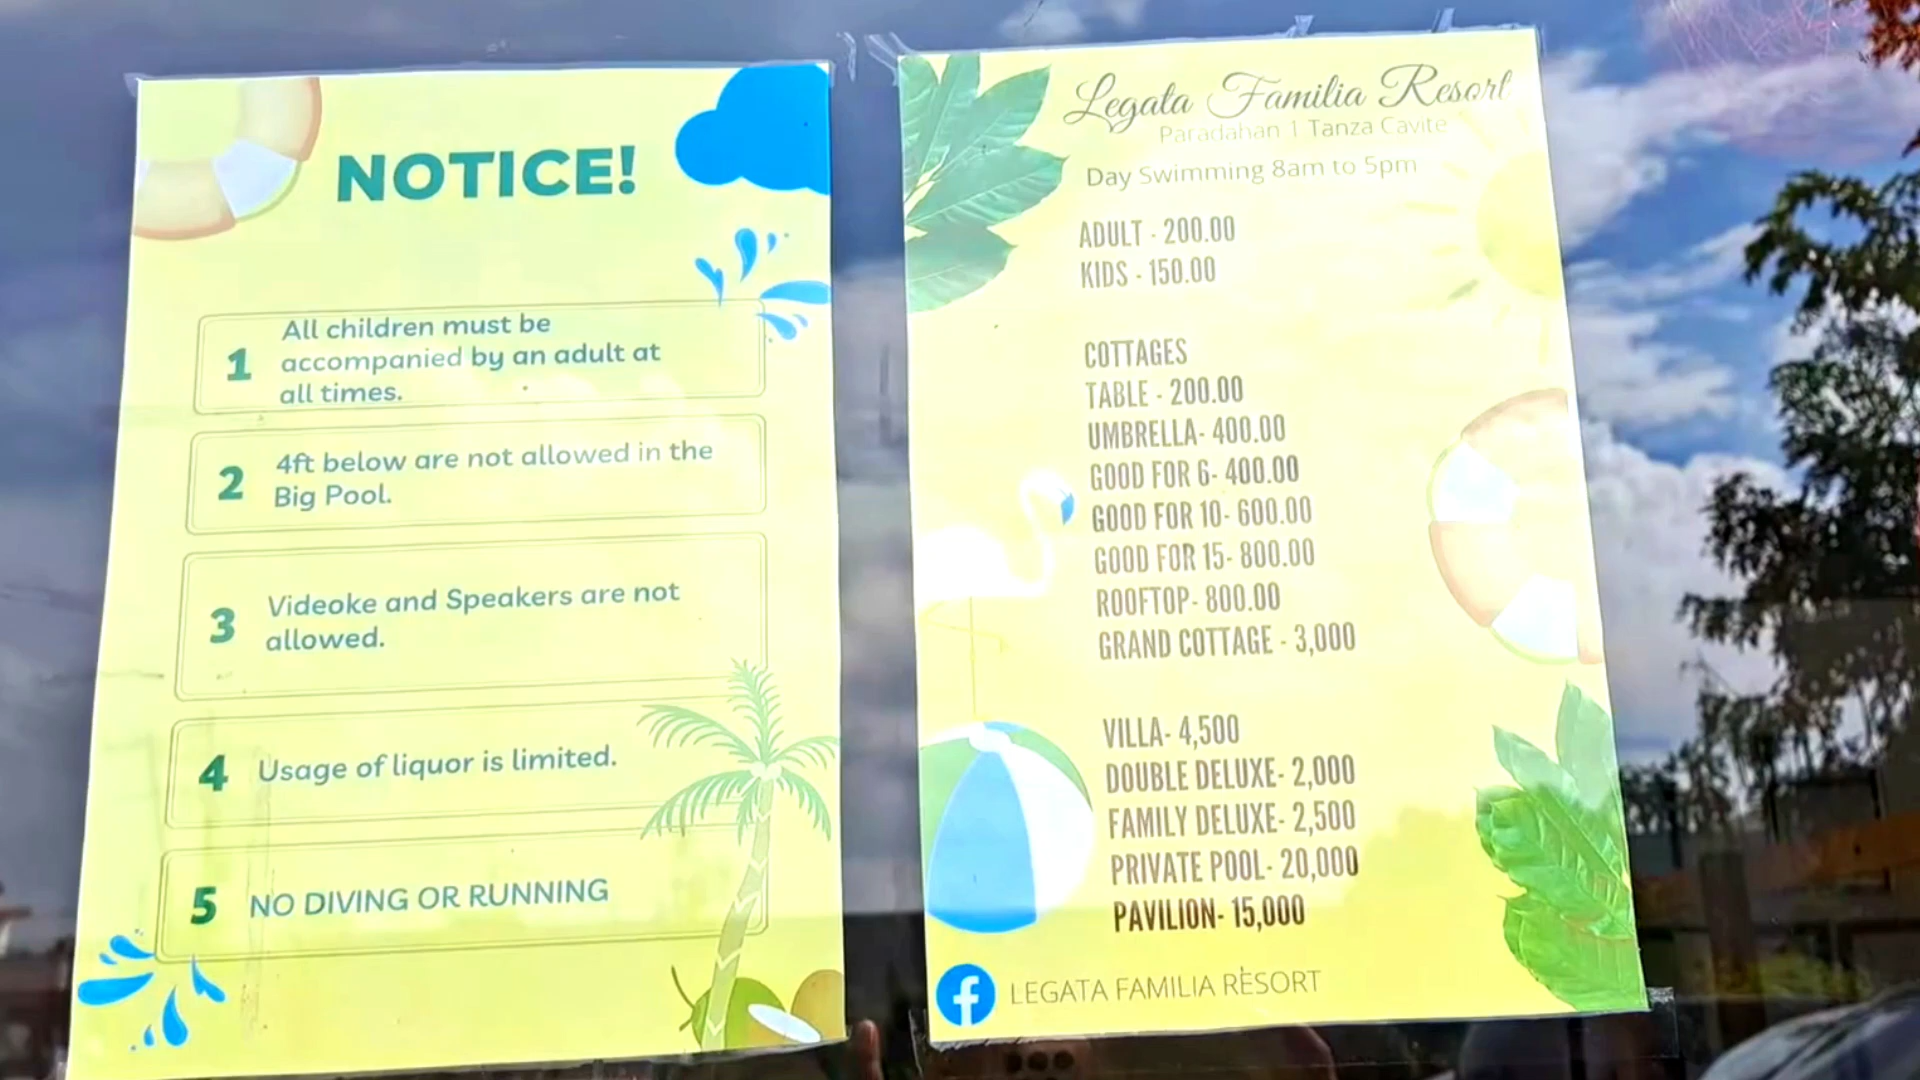 NOTICE!
1
All children must be
accompanied by an adult at
all times.
2
4ft below are not allowed in the
Big Pool.
3
Videoke and Speakers are not
allowed.
4
Usage of liquor is limited.
5
NO DIVING OR RUNNING
Legata Familia Resort
Paradahan 1 Tanza Cavite
Day Swimming 8am to 5pm
ADULT - 200.00
KIDS - 150.00
COTTAGES
TABLE - 200.00
UMBRELLA- 400.00
GOOD FOR 6- 400.00
GOOD FOR 10- 600.00
GOOD FOR 15- 800.00
ROOFTOP- 800.00
GRAND COTTAGE - 3,000
VILLA- 4,500
DOUBLE DELUXE- 2,000
FAMILY DELUXE- 2,500
PRIVATE POOL- 20,000
PAVILION- 15,000
LEGATA FAMILIA RESORT